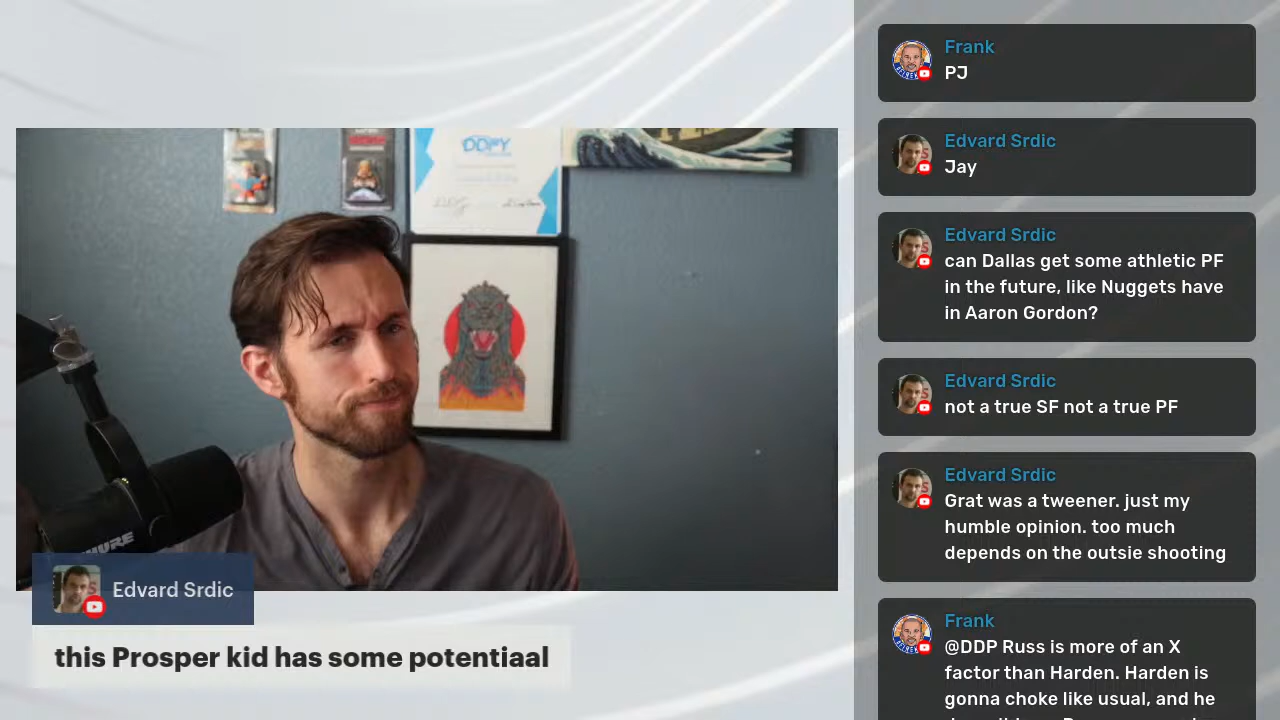 Frank
PJ
Edvard Srdic
Jay
Edvard Srdic
can Dallas get some athletic PF
in the future, like Nuggets have
in Aaron Gordon?
Edvard Srdic
not a true SF not a true PF
Edvard Srdic
Grat was a tweener. just my
humble opinion. too much
depends on the outsie shooting
Frank
@DDP Russ is more of an X
factor than Harden. Harden is
gonna choke like usual, and he
SHURE
Edvard Srdic
this Prosper kid has some potentiaal